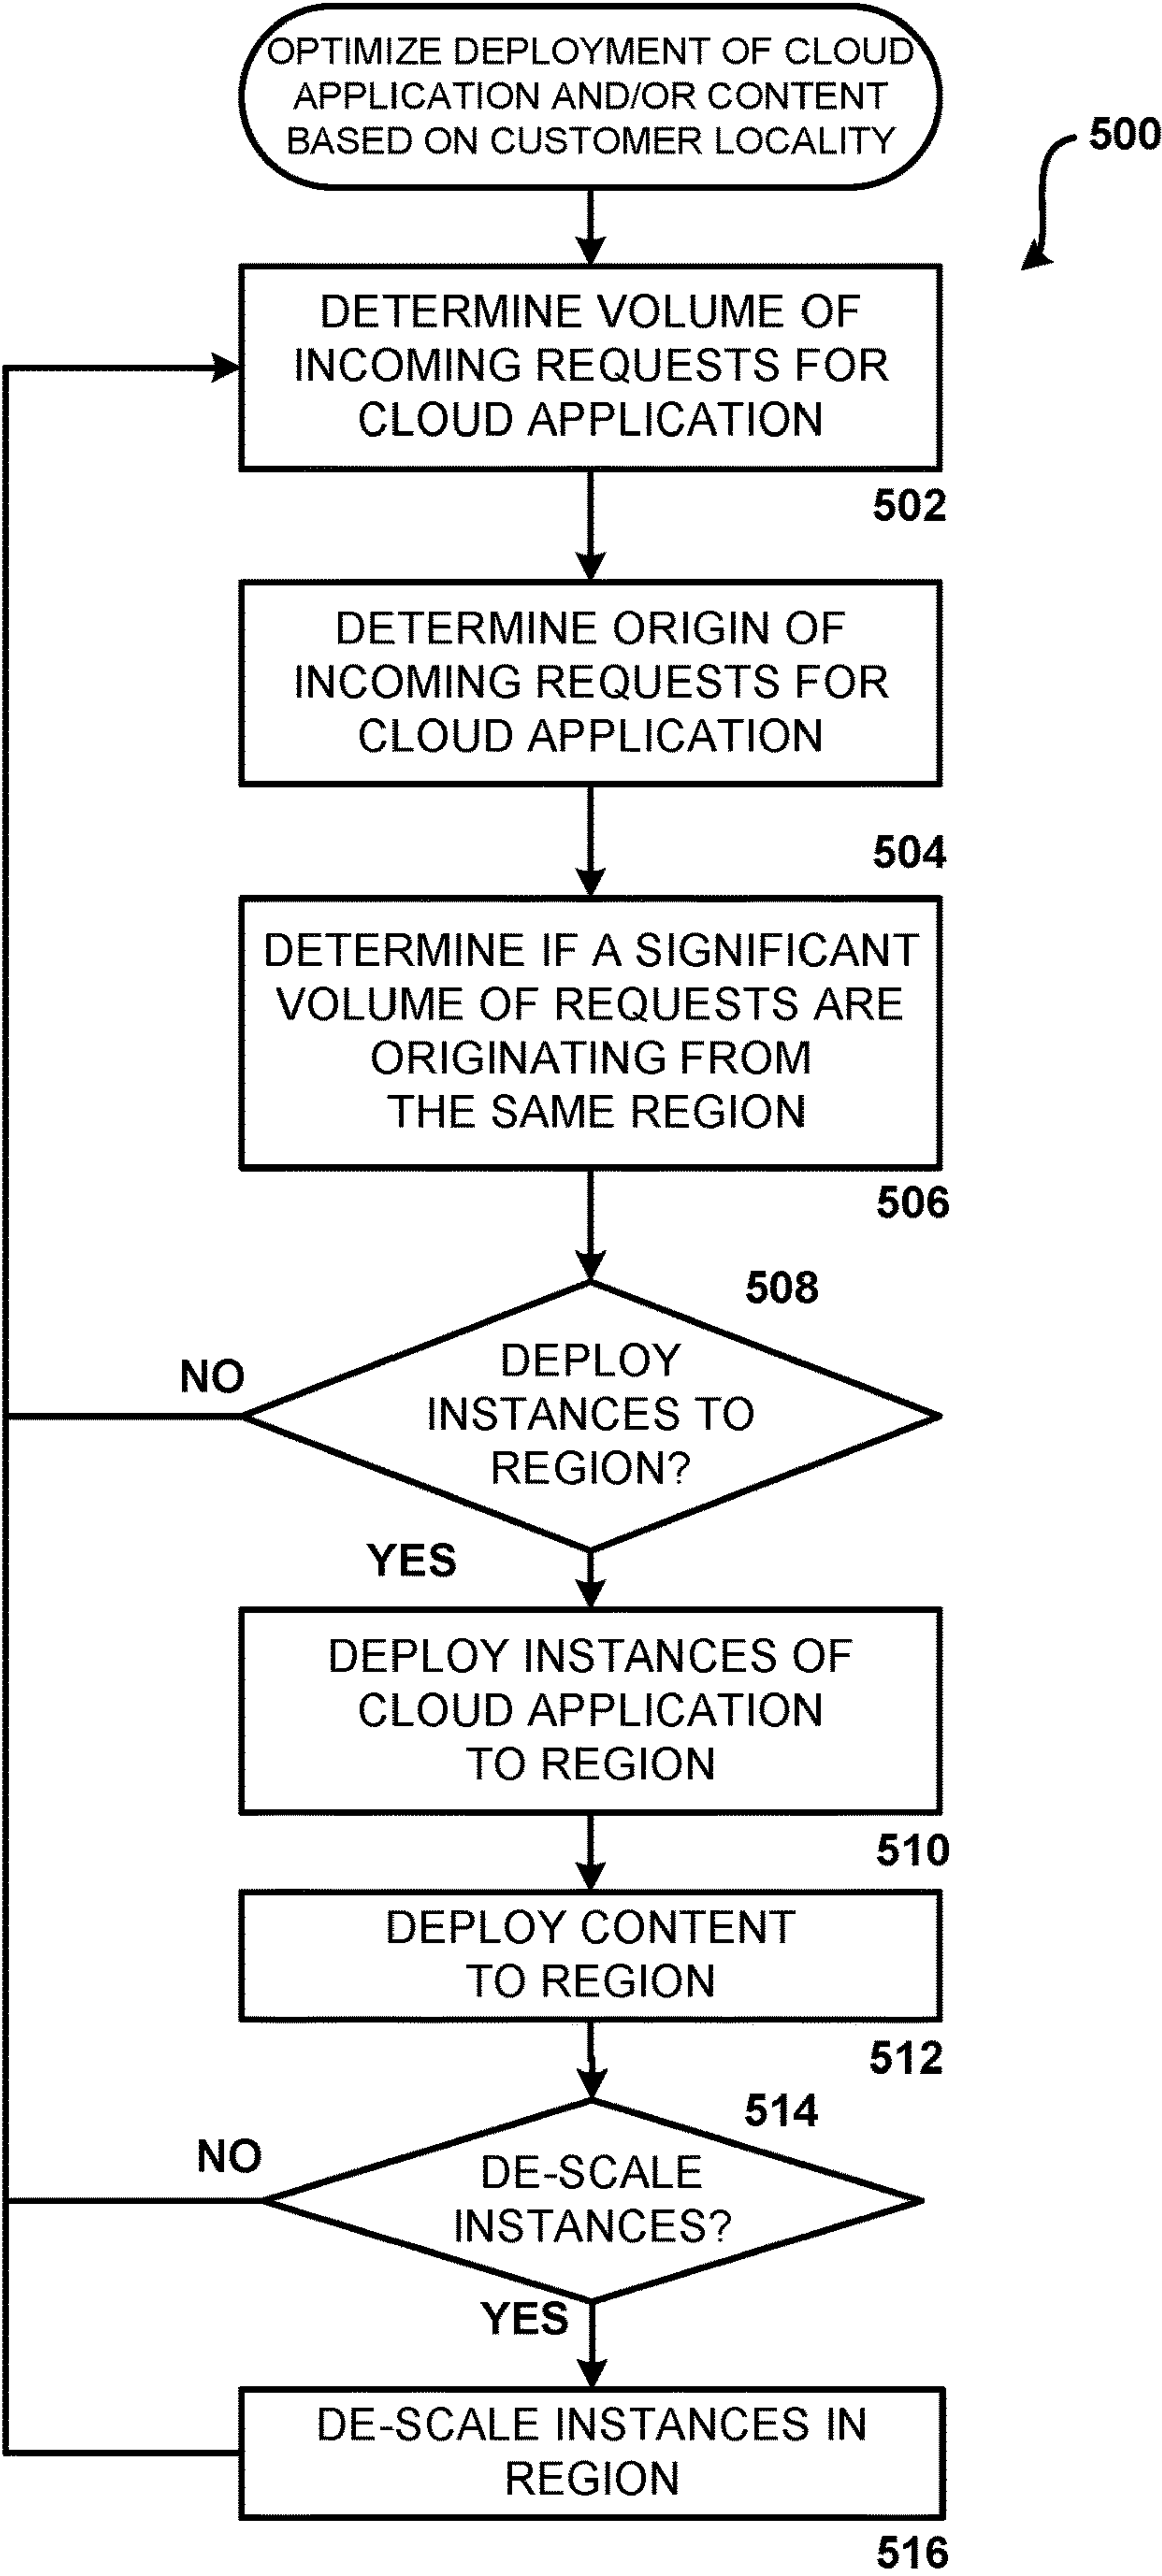 OPTIMIZE DEPLOYMENT OF CLOUD
APPLICATION AND/OR CONTENT
BASED ON CUSTOMER LOCALITY
500
DETERMINE VOLUME OF
INCOMING REQUESTS FOR
CLOUD APPLICATION
502
DETERMINE ORIGIN OF
INCOMING REQUESTS FOR
CLOUD APPLICATION
504
DETERMINE IF A SIGNIFICANT
VOLUME OF REQUESTS ARE
ORIGINATING FROM
THE SAME REGION
506
508
DEPLOY
INSTANCES TO
REGION?
NO
YES
DEPLOY INSTANCES OF
CLOUD APPLICATION
TO REGION
510
DEPLOY CONTENT
TO REGION
512
514
DE-SCALE
INSTANCES?
NO
YES
DE-SCALE INSTANCES IN
REGION
516